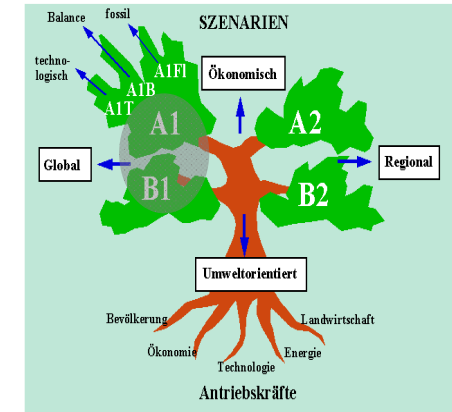 SZENARIEN
Balance
fossil
techno-
logisch
A1FI
A1B
A1T
Ökonomisch
A1
A2
Global
Regional
B1
B2
Umweltorientiert
Bevölkerung
Landwirtschaft
Ökonomie
Energie
Technologie
Antriebskräfte